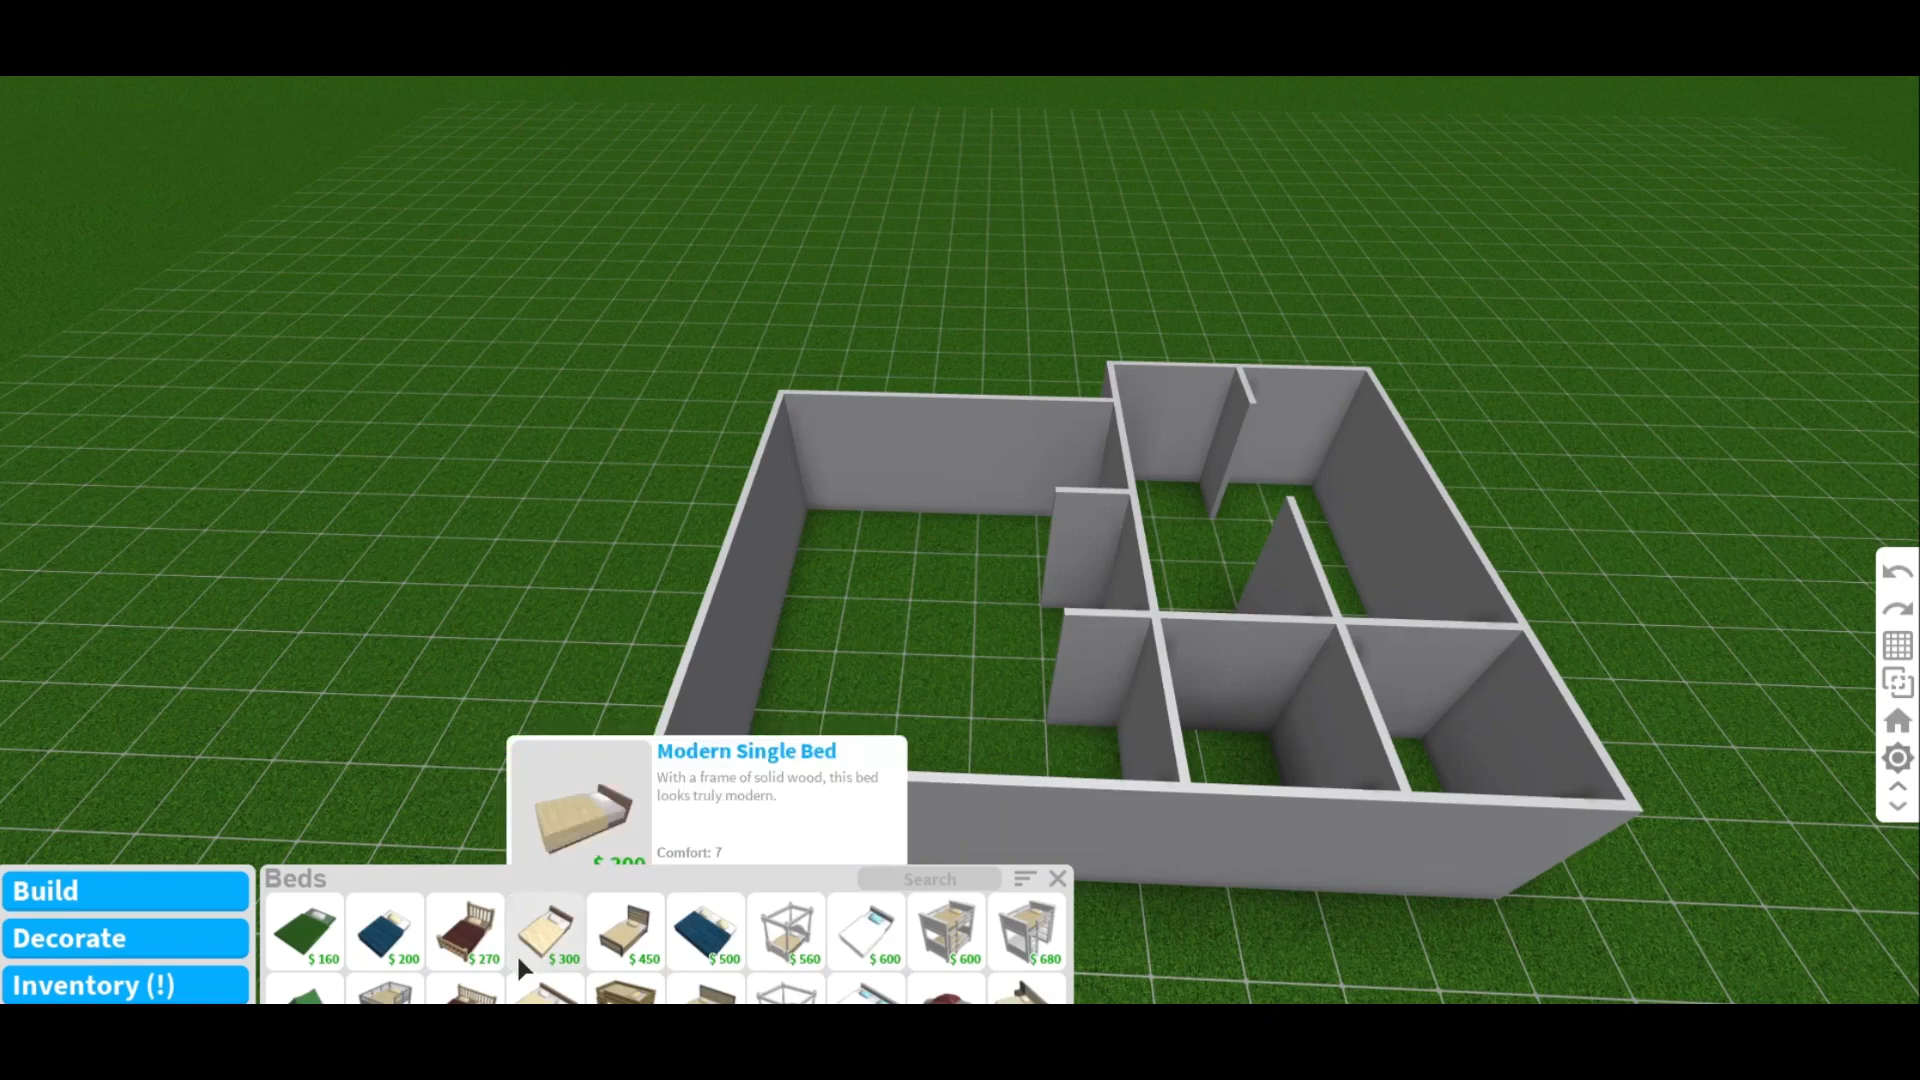 Modern Single Bed
With a frame of solid wood, this bed
looks truly modern.
Comfort: 7
Beds
Search
Build
Decorate
Inventory (!)
$ 160
$ 200
$ 270
$ 300
$ 450
$ 500
$ 560
$ 600
$ 600
$ 680